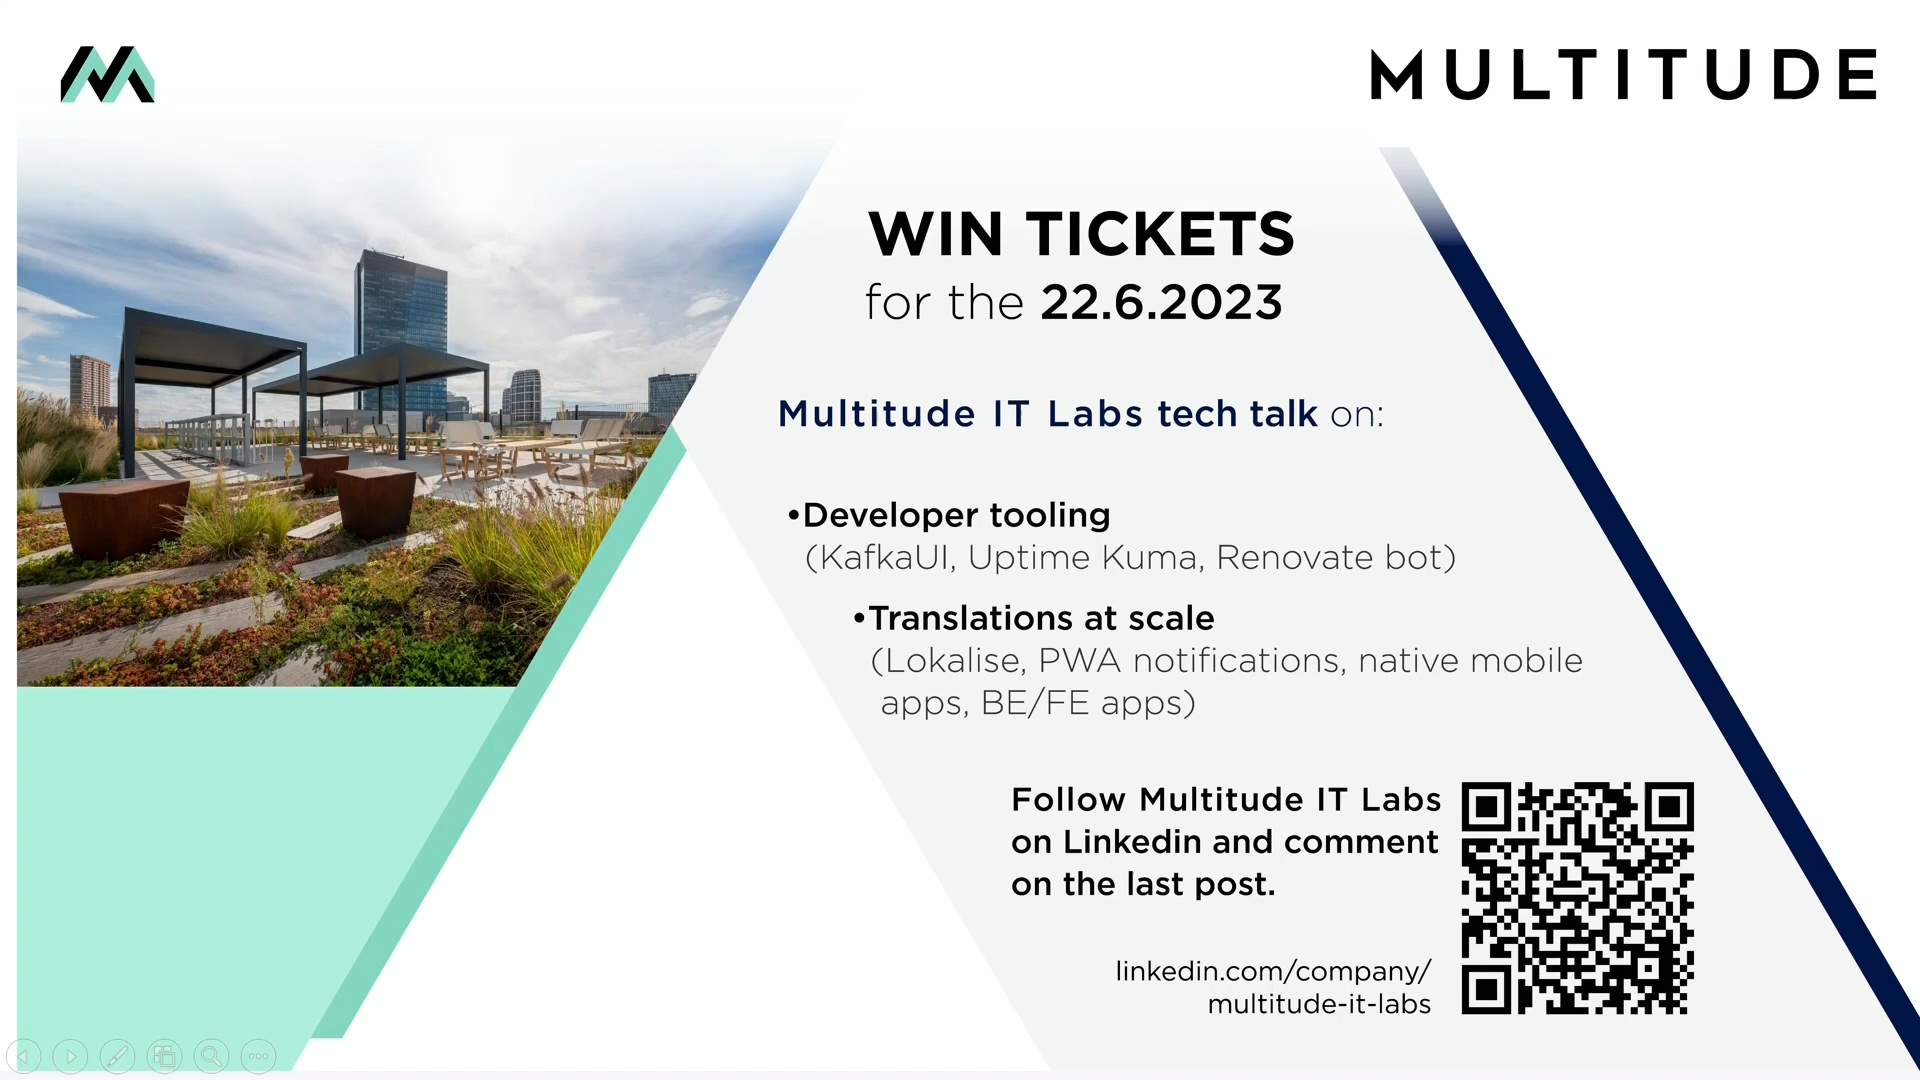 MULTITUDE
WIN TICKETS
for the 22.6.2023
Multitude IT Labs tech talk on:
•Developer tooling
(KafkaUI, Uptime Kuma, Renovate bot)
•Translations at scale
(Lokalise, PWA notifications, native mobile
apps, BE/FE apps)
Follow Multitude IT Labs
on Linkedin and comment
on the last post.
linkedin.com/company/
multitude-it-labs